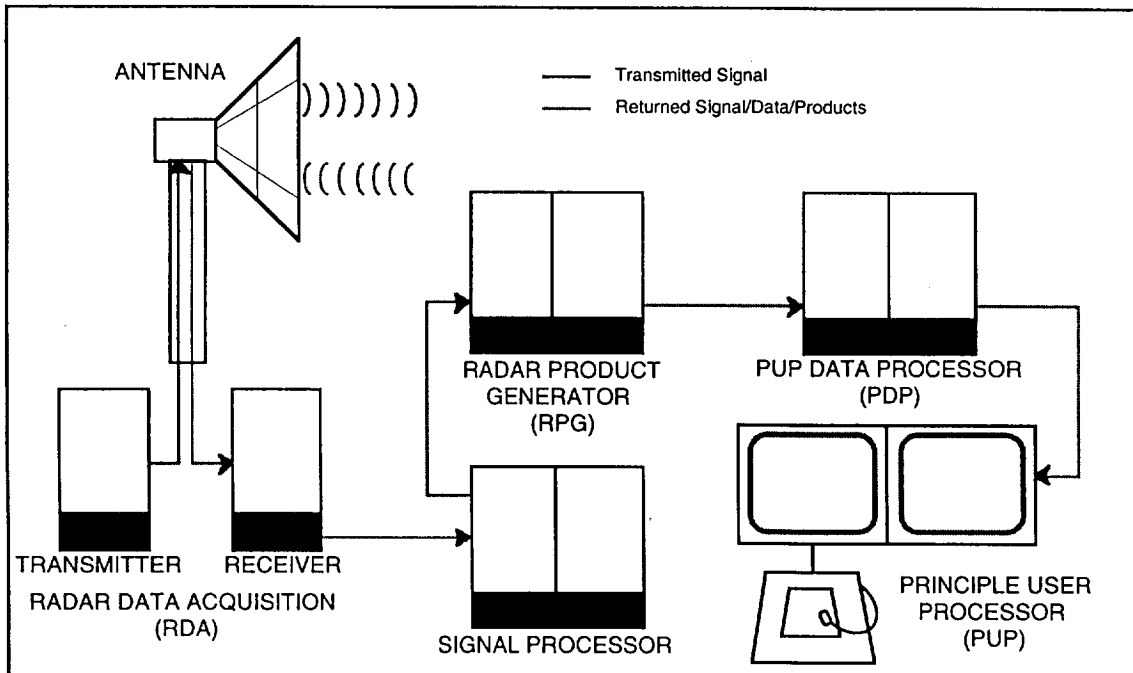 ANTENNA
Transmitted Signal
Returned Signal/Data/Products
RADAR PRODUCT
GENERATOR
(RPG)
PUP DATA PROCESSOR
(PDP)
TRANSMITTER
RECEIVER
RADAR DATA ACQUISITION
(RDA)
SIGNAL PROCESSOR
PRINCIPLE USER
PROCESSOR
(PUP)